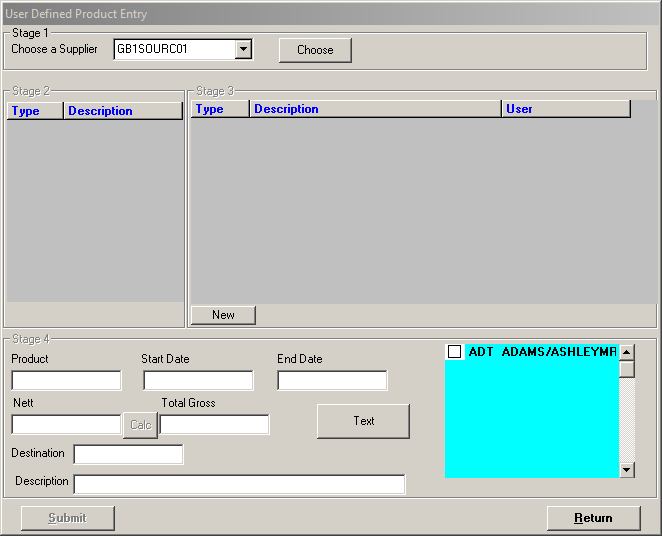 User Defined Product Entry
Stage 1
Choose a Supplier GB1SOURC01 Choose
Stage 2 Stage 3
Type Description Type Description User
New
Stage 4
Product Start Date End Date ADT ADAMS/ASHLEYMR
Nett Total Gross
Calc Text
Destination
Description
Submit Return